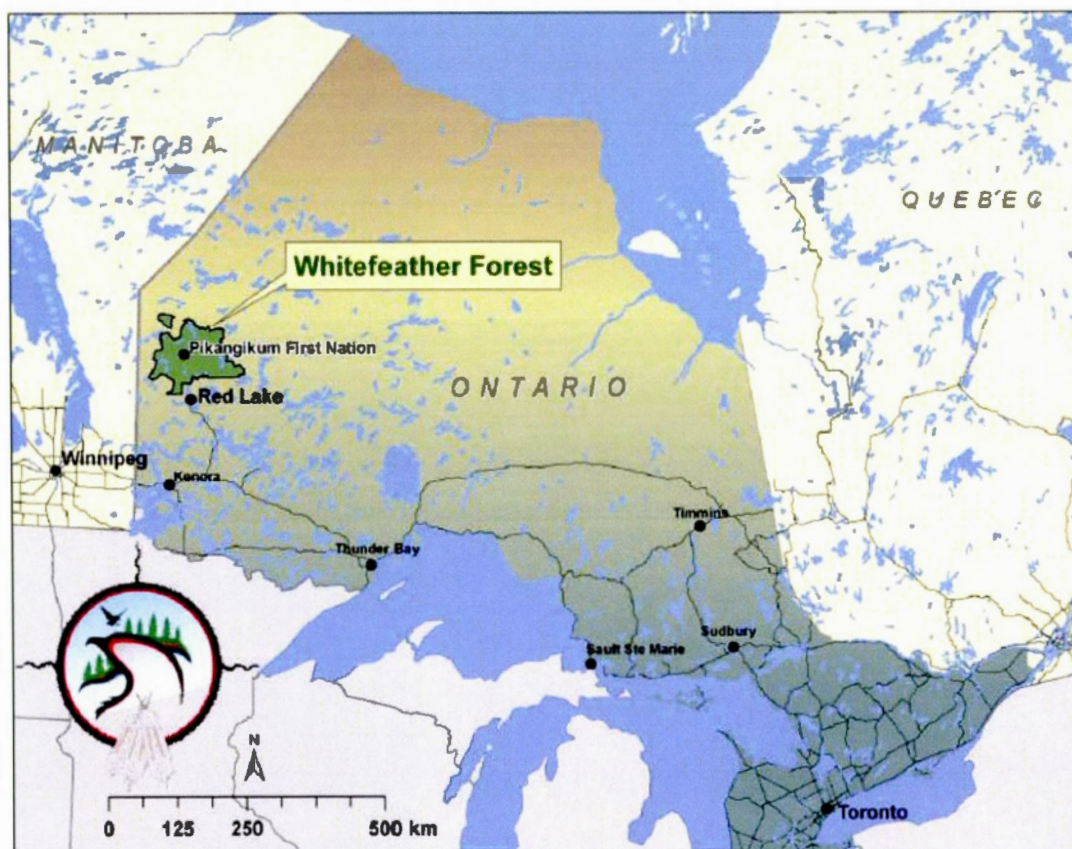 MANITOBA
QUEBEC
Whitefeather Forest
Pikangikum First Nation
ONTARIO
Red Lake
Winnipeg
Kenora
Timmins
Thunder Bay
Sudbury
Sault Ste Marie
N
0 125 250 500 km
Toronto